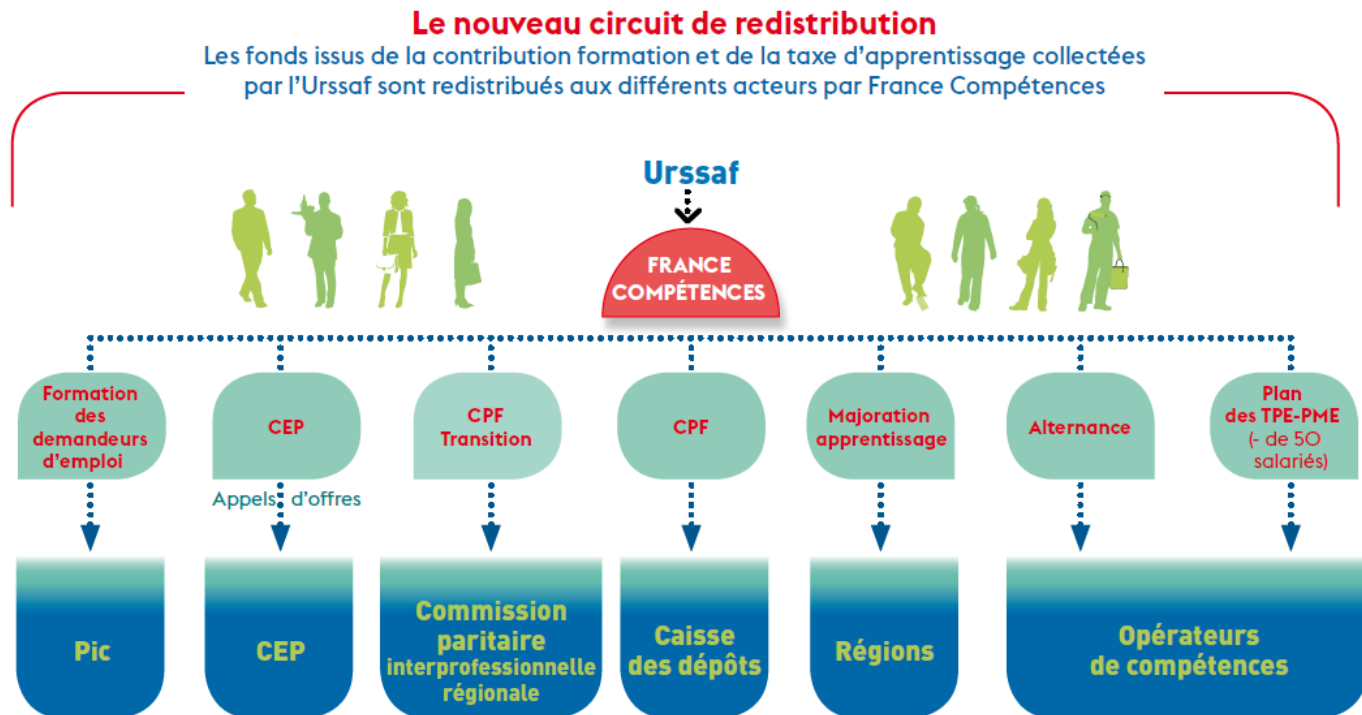 Le nouveau circuit de redistribution
Les fonds issus de la contribution formation et de la taxe d'apprentissage collectées
par l'Urssaf sont redistribués aux différents acteurs par France Compétences
Urssaf
FRANCE
COMPÉTENCES
Formation
des
demandeurs
d'emploi
CEP
CPF
Transition
CPF
Majoration
apprentissage
Alternance
Plan
des TPE-PME
(- de 50
salariés)
Appels d'offres
Pic
CEP
Commission
paritaire
interprofessionnelle
régionale
Caisse
des dépôts
Régions
Opérateurs
de compétences